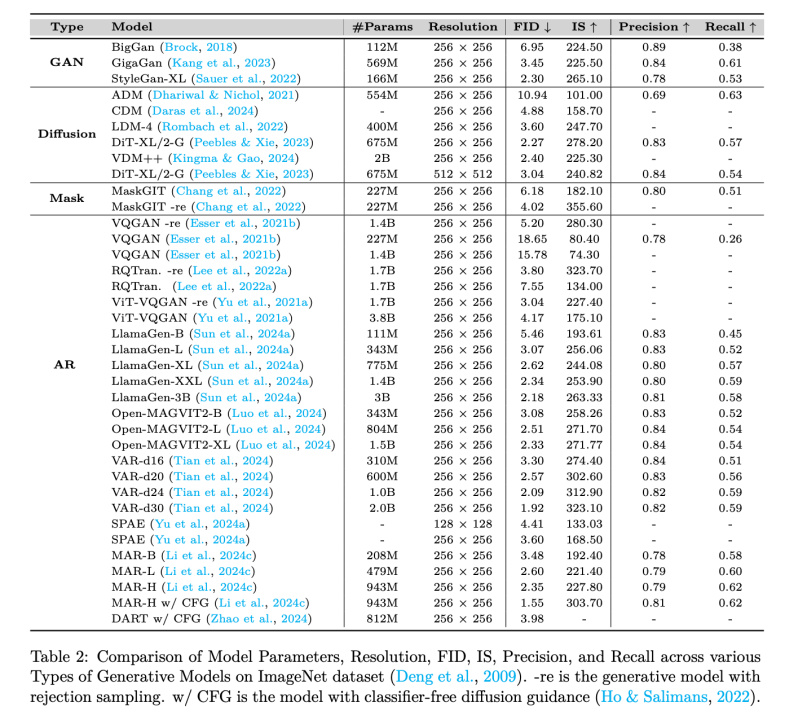 Type Model #Params Resolution FID ↓ IS ↑ Precision ↑ Recall ↑
GAN
BigGan (Brock, 2018) 112M 256 × 256 6.95 224.50 0.89 0.38
GigaGan (Kang et al., 2023) 569M 256 × 256 3.45 225.50 0.84 0.61
StyleGan-XL (Sauer et al., 2022) 166M 256 × 256 2.30 265.10 0.78 0.53
Diffusion
ADM (Dhariwal & Nichol, 2021) 554M 256 × 256 10.94 101.00 0.69 0.63
CDM (Daras et al., 2024) - 256 × 256 4.88 158.70 - -
LDM-4 (Rombach et al., 2022) 400M 256 × 256 3.60 247.70 - -
DiT-XL/2-G (Peebles & Xie, 2023) 675M 256 × 256 2.27 278.20 0.83 0.57
VDM++ (Kingma & Gao, 2024) 2B 256 × 256 2.40 225.30 - -
DiT-XL/2-G (Peebles & Xie, 2023) 675M 512 × 512 3.04 240.82 0.84 0.54
Mask
MaskGIT (Chang et al., 2022) 227M 256 × 256 6.18 182.10 0.80 0.51
MaskGIT -re (Chang et al., 2022) 227M 256 × 256 4.02 355.60 - -
AR
VQGAN -re (Esser et al., 2021b) 1.4B 256 × 256 5.20 280.30 - -
VQGAN (Esser et al., 2021b) 227M 256 × 256 18.65 80.40 0.78 0.26
VQGAN (Esser et al., 2021b) 1.4B 256 × 256 15.78 74.30 - -
RQTran. -re (Lee et al., 2022a) 1.7B 256 × 256 3.80 323.70 - -
RQTran. (Lee et al., 2022a) 1.7B 256 × 256 7.55 134.00 - -
ViT-VQGAN -re (Yu et al., 2021a) 1.7B 256 × 256 3.04 227.40 - -
ViT-VQGAN (Yu et al., 2021a) 3.8B 256 × 256 4.17 175.10 - -
LlamaGen-B (Sun et al., 2024a) 111M 256 × 256 5.46 193.61 0.83 0.45
LlamaGen-L (Sun et al., 2024a) 343M 256 × 256 3.07 256.06 0.83 0.52
LlamaGen-XL (Sun et al., 2024a) 775M 256 × 256 2.62 244.08 0.80 0.57
LlamaGen-XXL (Sun et al., 2024a) 1.4B 256 × 256 2.34 253.90 0.80 0.59
LlamaGen-3B (Sun et al., 2024a) 3B 256 × 256 2.18 263.33 0.81 0.58
Open-MAGVIT2-B (Luo et al., 2024) 343M 256 × 256 3.08 258.26 0.83 0.52
Open-MAGVIT2-L (Luo et al., 2024) 804M 256 × 256 2.51 271.70 0.84 0.54
Open-MAGVIT2-XL (Luo et al., 2024) 1.5B 256 × 256 2.33 271.77 0.84 0.54
VAR-d16 (Tian et al., 2024) 310M 256 × 256 3.30 274.40 0.84 0.51
VAR-d20 (Tian et al., 2024) 600M 256 × 256 2.57 302.60 0.83 0.56
VAR-d24 (Tian et al., 2024) 1.0B 256 × 256 2.09 312.90 0.82 0.59
VAR-d30 (Tian et al., 2024) 2.0B 256 × 256 1.92 323.10 0.82 0.59
SPAE (Yu et al., 2024a) - 128 × 128 4.41 133.03 - -
SPAE (Yu et al., 2024a) - 256 × 256 3.60 168.50 - -
MAR-B (Li et al., 2024c) 208M 256 × 256 3.48 192.40 0.78 0.58
MAR-L (Li et al., 2024c) 479M 256 × 256 2.60 221.40 0.79 0.60
MAR-H (Li et al., 2024c) 943M 256 × 256 2.35 227.80 0.79 0.62
MAR-H w/ CFG (Li et al., 2024c) 943M 256 × 256 1.55 303.70 0.81 0.62
DART w/ CFG (Zhao et al., 2024) 812M 256 × 256 3.98 - - -
Table 2: Comparison of Model Parameters, Resolution, FID, IS, Precision, and Recall across various
Types of Generative Models on ImageNet dataset (Deng et al., 2009). -re is the generative model with
rejection sampling. w/ CFG is the model with classifier-free diffusion guidance (Ho & Salimans, 2022).